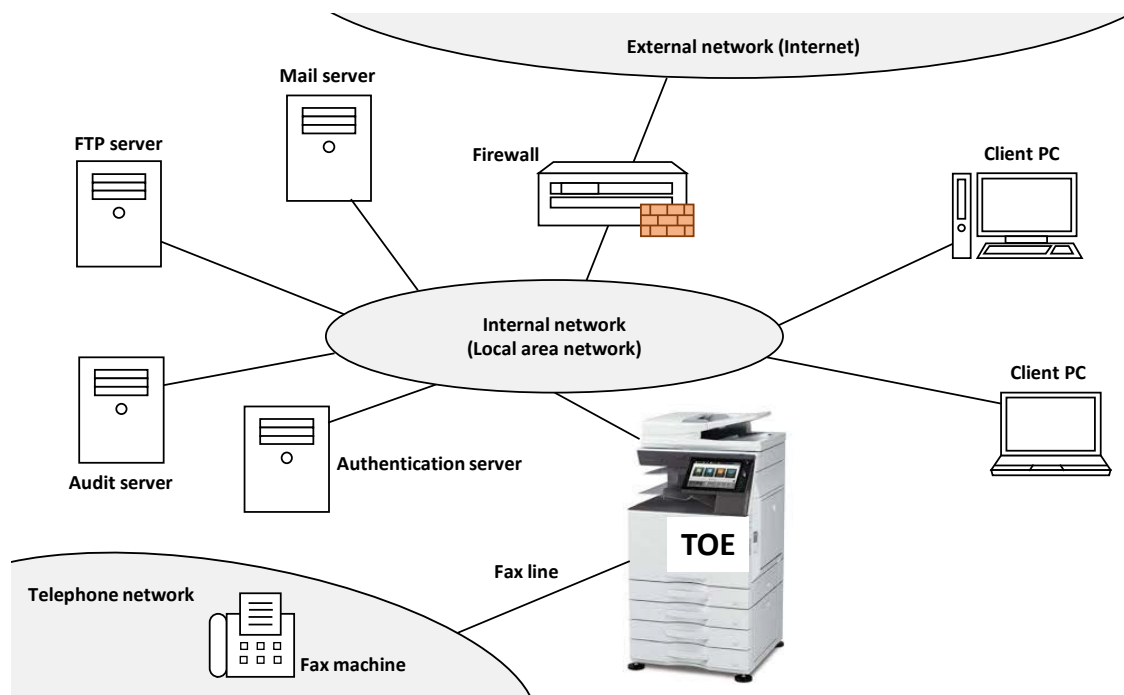 External network (Internet)
Mail server
FTP server
Firewall
Client PC
Internal network
(Local area network)
Client PC
Audit server
Authentication server
TOE
Fax line
Telephone network
Fax machine